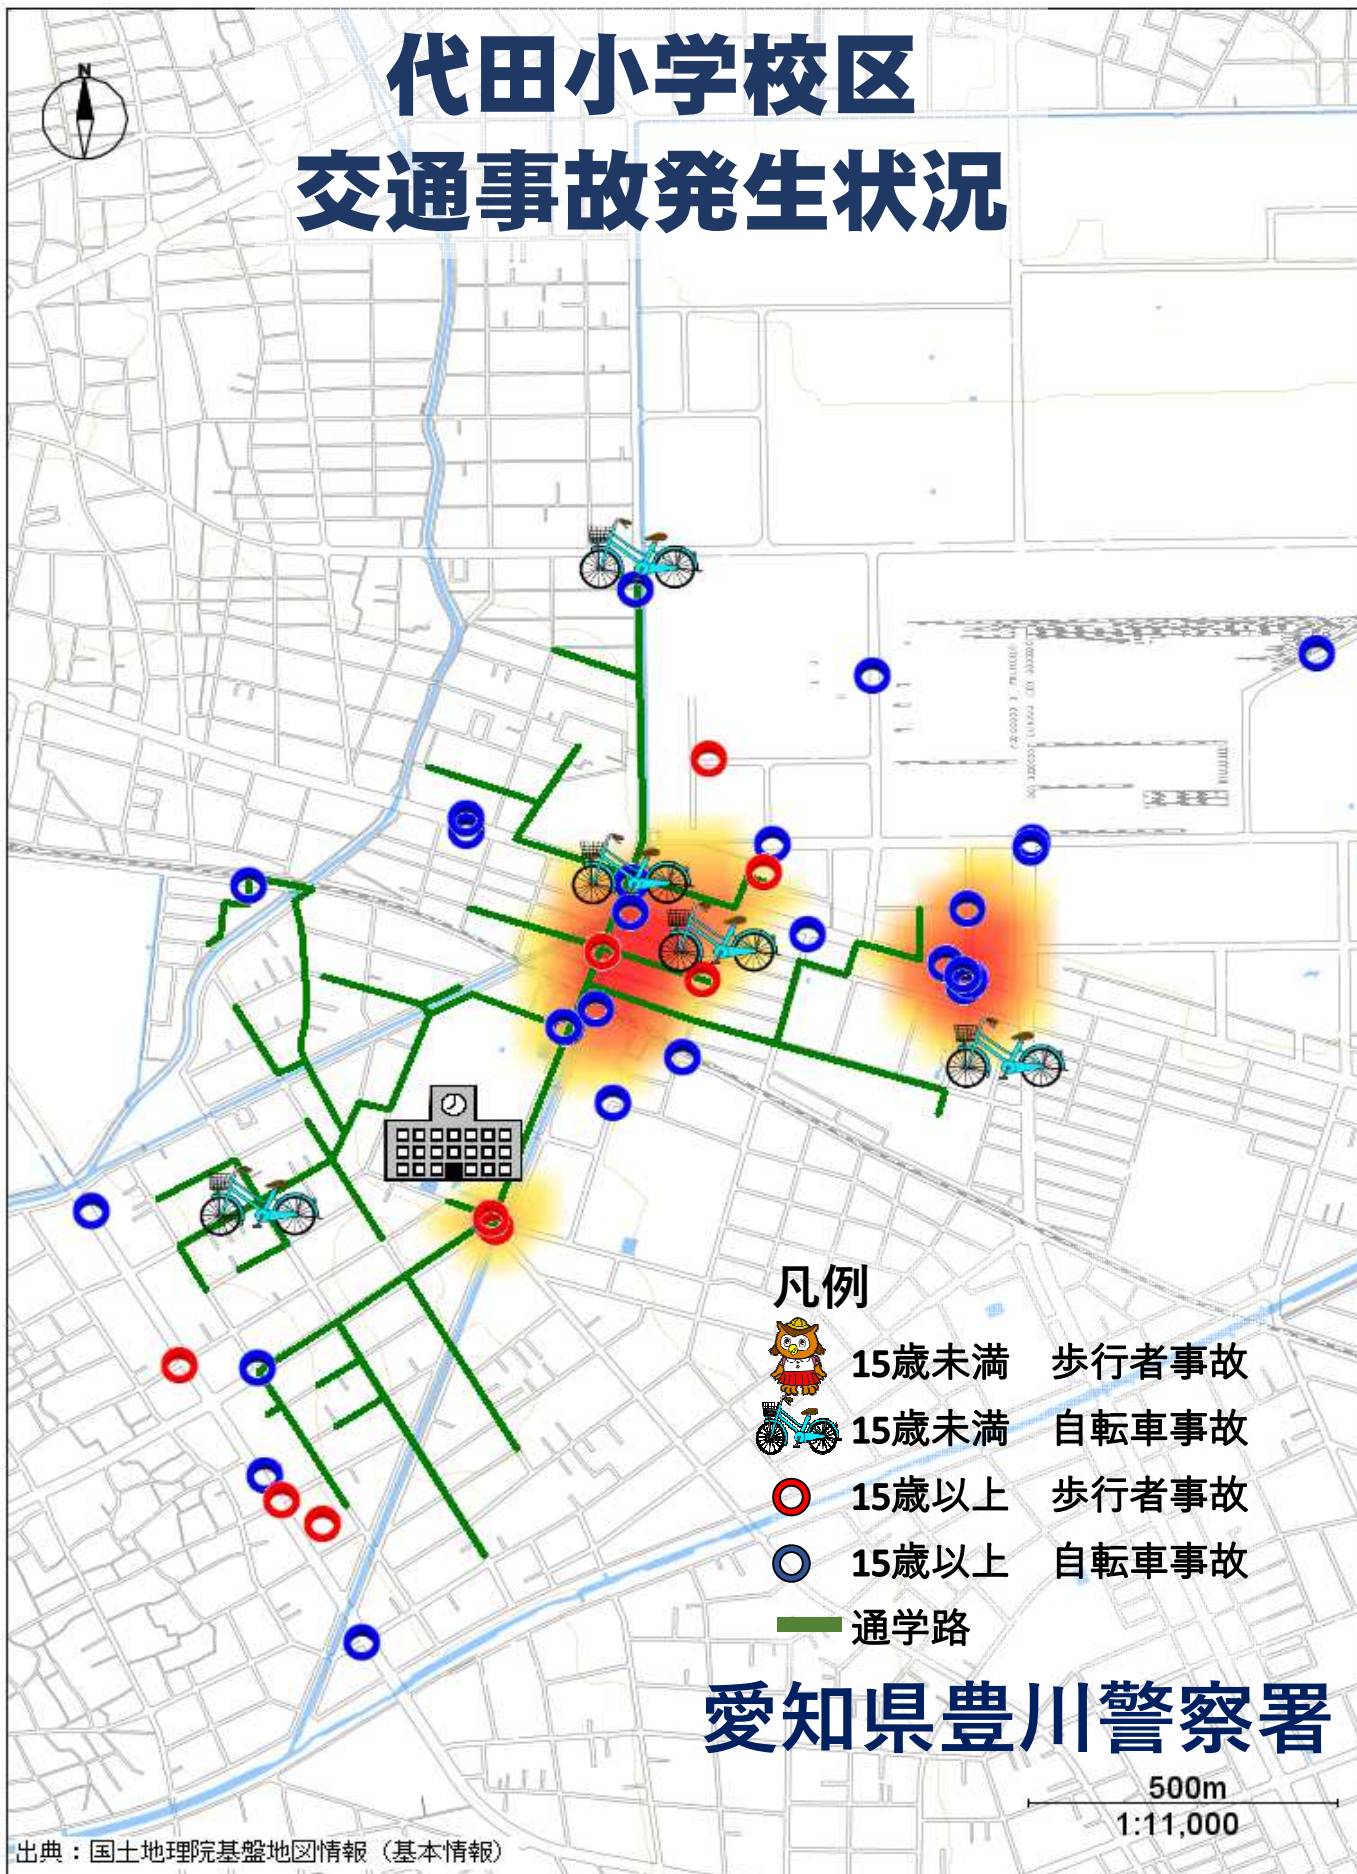 代田小学校区
交通事故発生状況
N
凡例
15歳未満　歩行者事故
15歳未満　自転車事故
15歳以上　歩行者事故
15歳以上　自転車事故
通学路
愛知県豊川警察署
500m
1:11,000
出典：国土地理院基盤地図情報（基本情報）